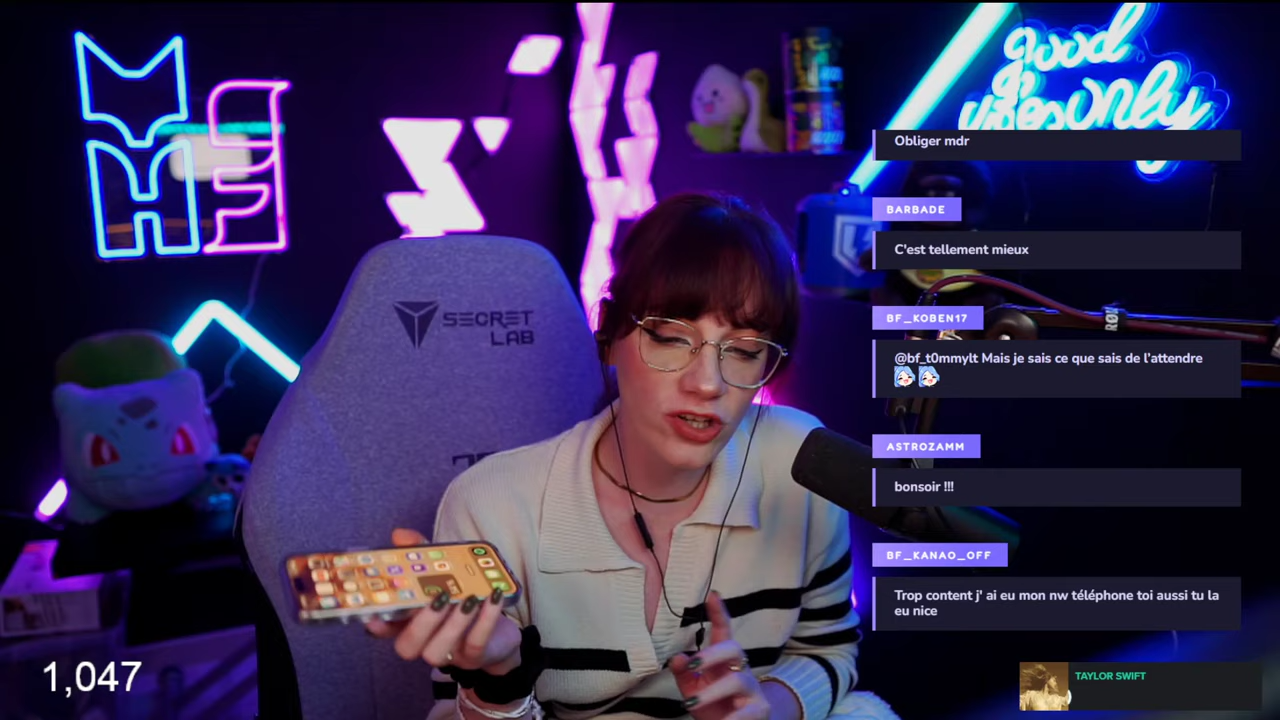 good
vibes only
Obliger mdr
BARBADE
C'est tellement mieux
BF_KOBEN17
@bf_t0mmylt Mais je sais ce que sais de l'attendre
ASTROZAMM
bonsoir !!!
BF_KANAO_OFF
Trop content j' ai eu mon nw téléphone toi aussi tu la
eu nice
SECRET
LAB
1,047
TAYLOR SWIFT